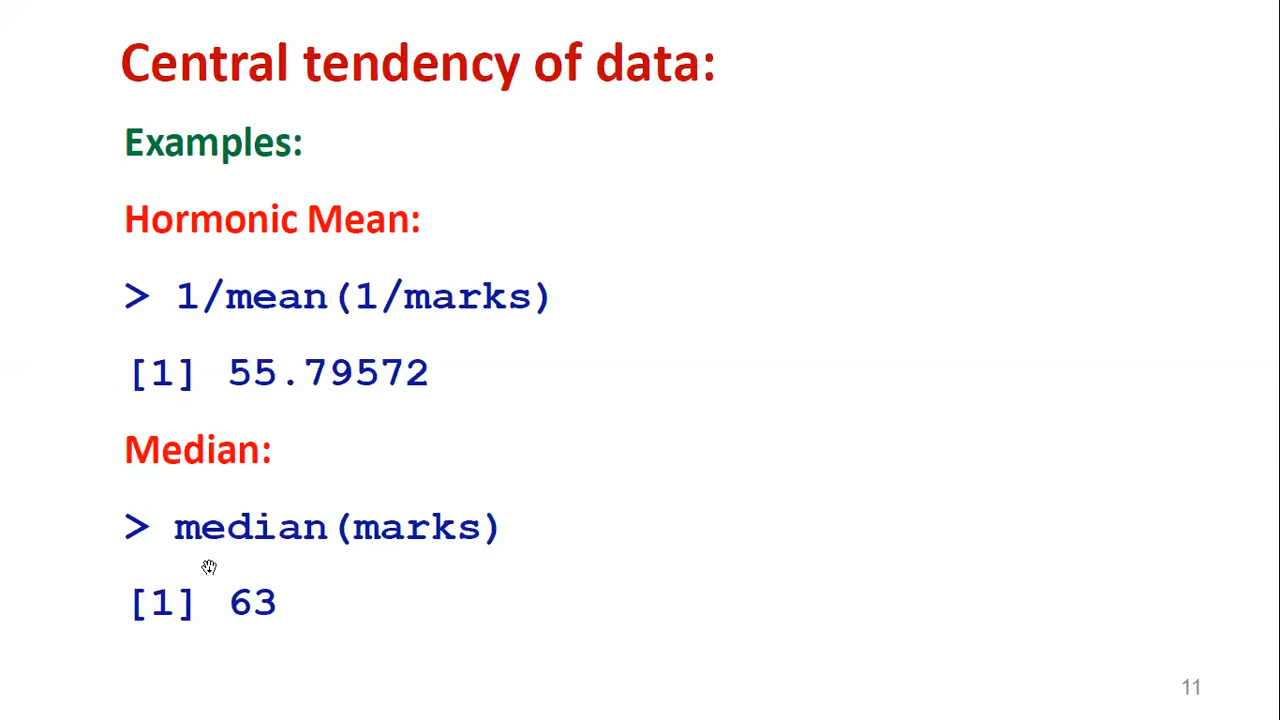 Central tendency of data:
Examples:
Hormonic Mean:
> 1/mean(1/marks)
[1] 55.79572
Median:
> median(marks)
[1] 63
11